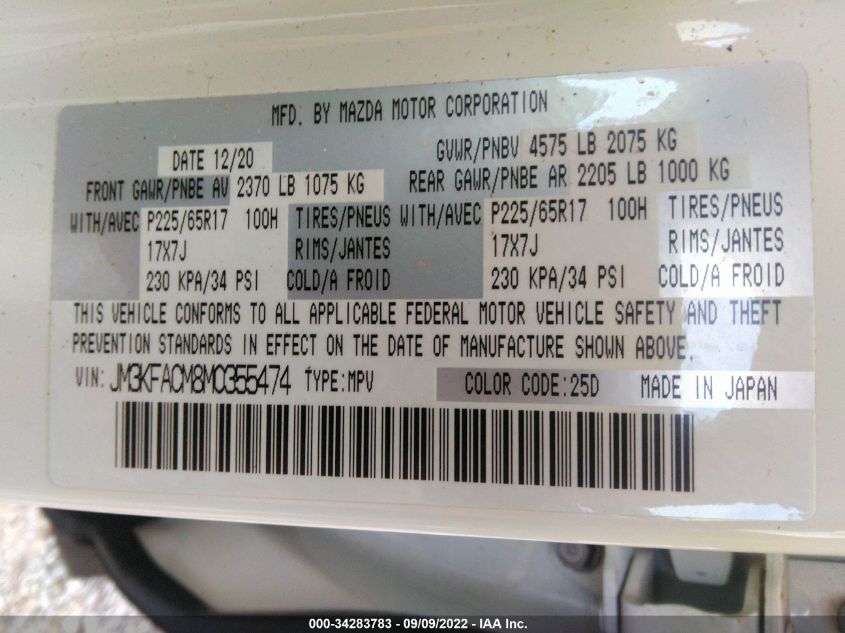 MFD. BY MAZDA MOTOR CORPORATION
DATE 12/20 GVWR/PNBV 4575 LB 2075 KG
FRONT GAWR/PNBE AV 2370 LB 1075 KG REAR GAWR/PNBE AR 2205 LB 1000 KG
WITH/AVEC P225/65R17 100H TIRES/PNEUS WITH/AVEC P225/65R17 100H TIRES/PNEUS
17X7J RIMS/JANTES 17X7J RIMS/JANTES
230 KPA/34 PSI COLD/A FROID 230 KPA/34 PSI COLD/A FROID
THIS VEHICLE CONFORMS TO ALL APPLICABLE FEDERAL MOTOR VEHICLE SAFETY AND THEFT
PREVENTION STANDARDS IN EFFECT ON THE DATE OF MANUFACTURE SHOWN ABOVE.
VIN: JM3KFACM8M0355474 TYPE:MPV COLOR CODE:25D MADE IN JAPAN
000-34283783 - 09/09/2022 - IAA Inc.